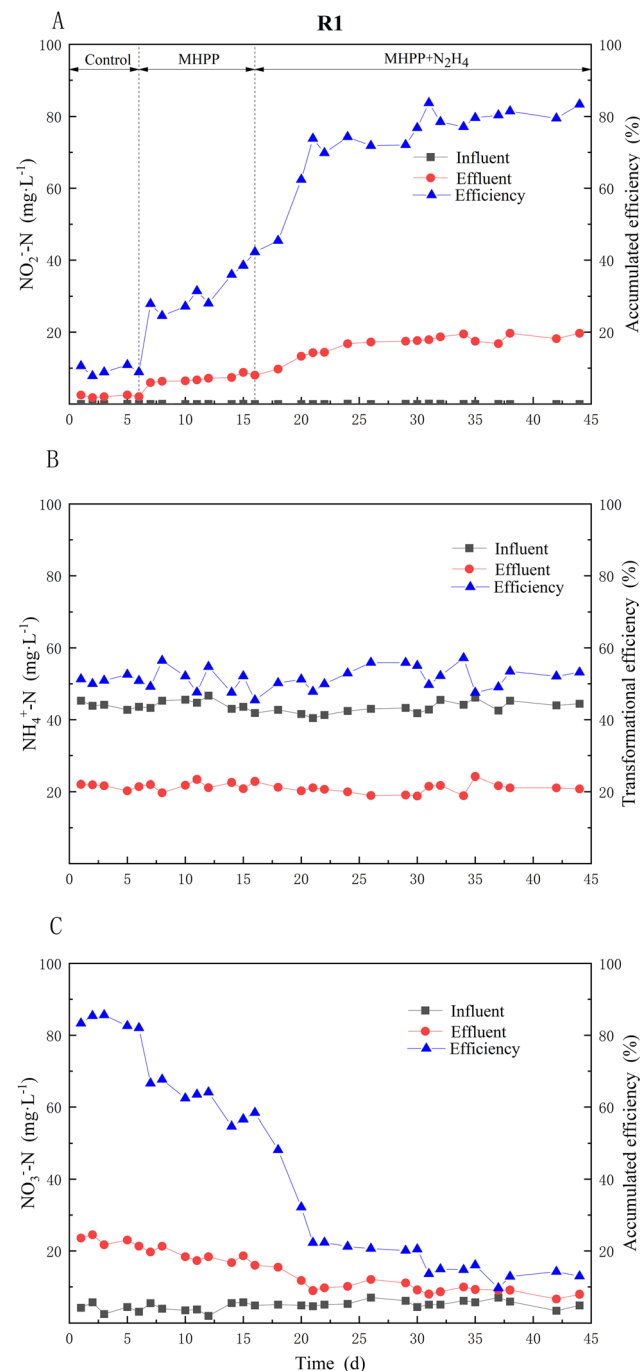 A
R1
Control
MHPP
MHPP+N₂H₄
100
80
60
40
20
100
80
60
40
20
NO₂⁻-N (mg·L⁻¹)
Accumulated efficiency (%)
Influent
Effluent
Efficiency
0 5 10 15 20 25 30 35 40 45
B
100
80
60
40
20
100
80
60
40
20
NH₄⁺-N (mg·L⁻¹)
Transformational efficiency (%)
Influent
Effluent
Efficiency
0 5 10 15 20 25 30 35 40 45
C
100
80
60
40
20
100
80
60
40
20
NO₃⁻-N (mg·L⁻¹)
Accumulated efficiency (%)
Influent
Effluent
Efficiency
0 5 10 15 20 25 30 35 40 45
Time (d)